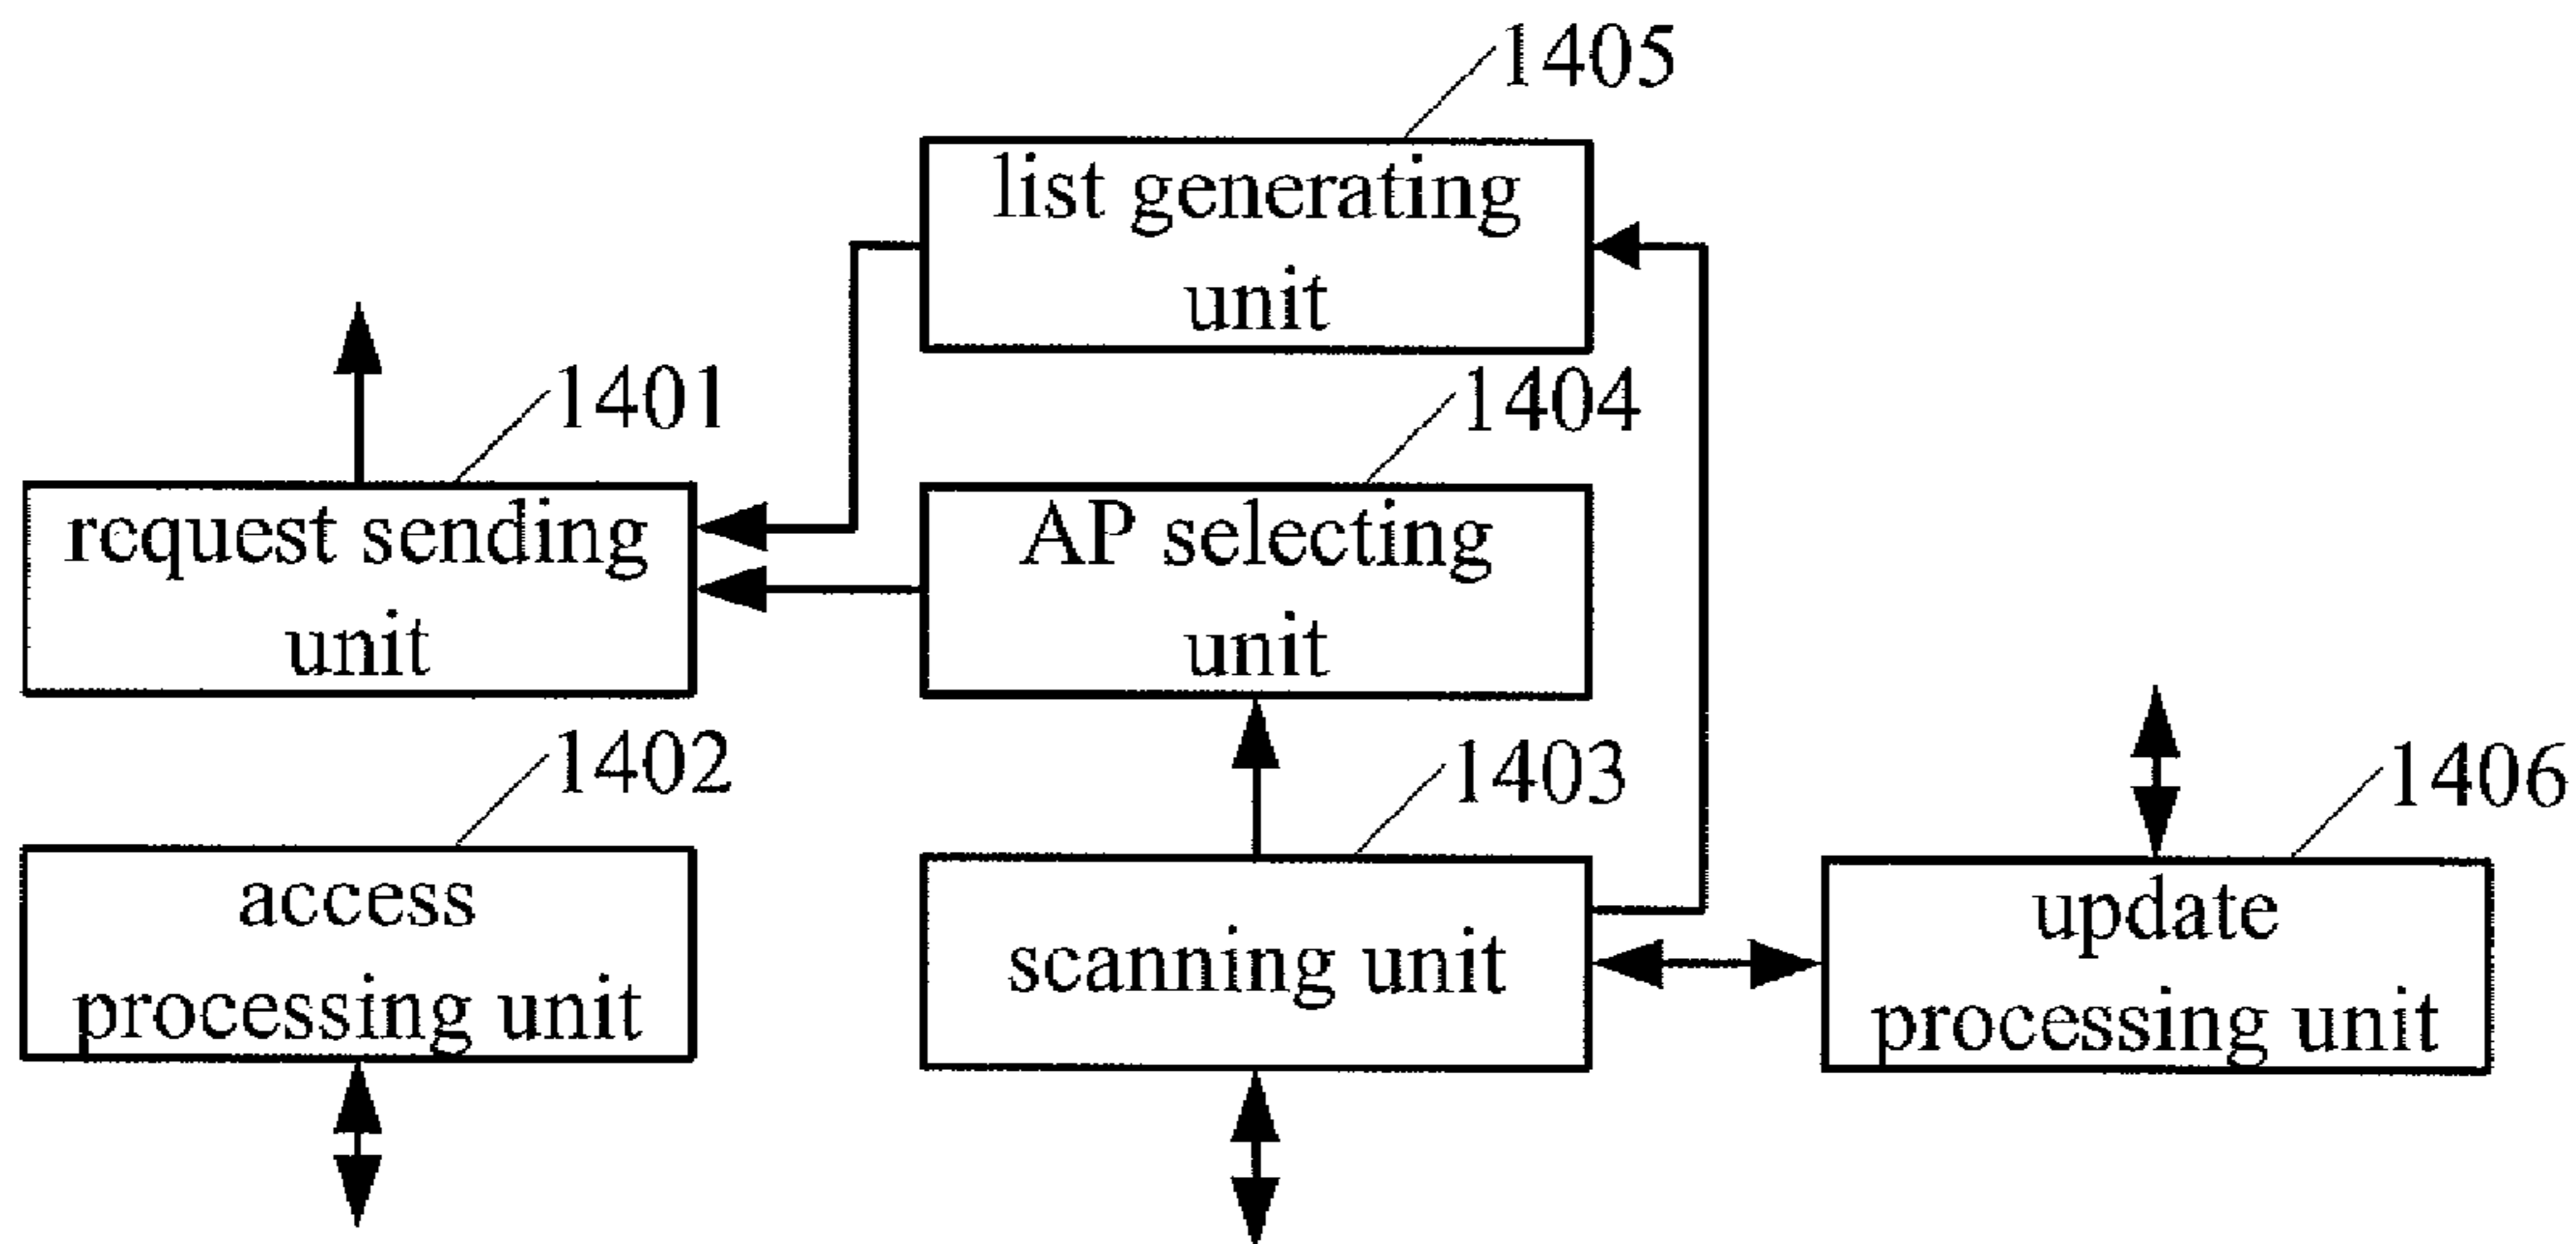 1405
list generating
unit
1401
request sending
unit
1404
AP selecting
unit
1402
access
processing unit
1403
scanning unit
1406
update
processing unit